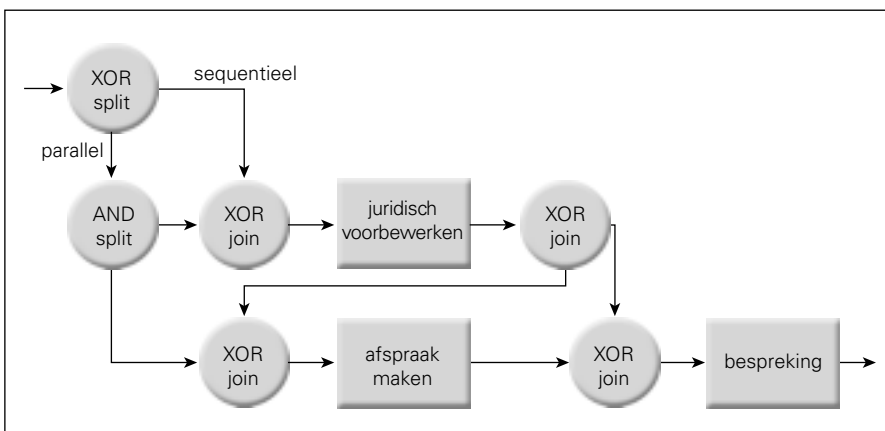 XOR
split
sequentieel
parallel
AND
split
XOR
join
juridisch
voorbewerken
XOR
join
XOR
join
afspraak
maken
XOR
join
bespreking